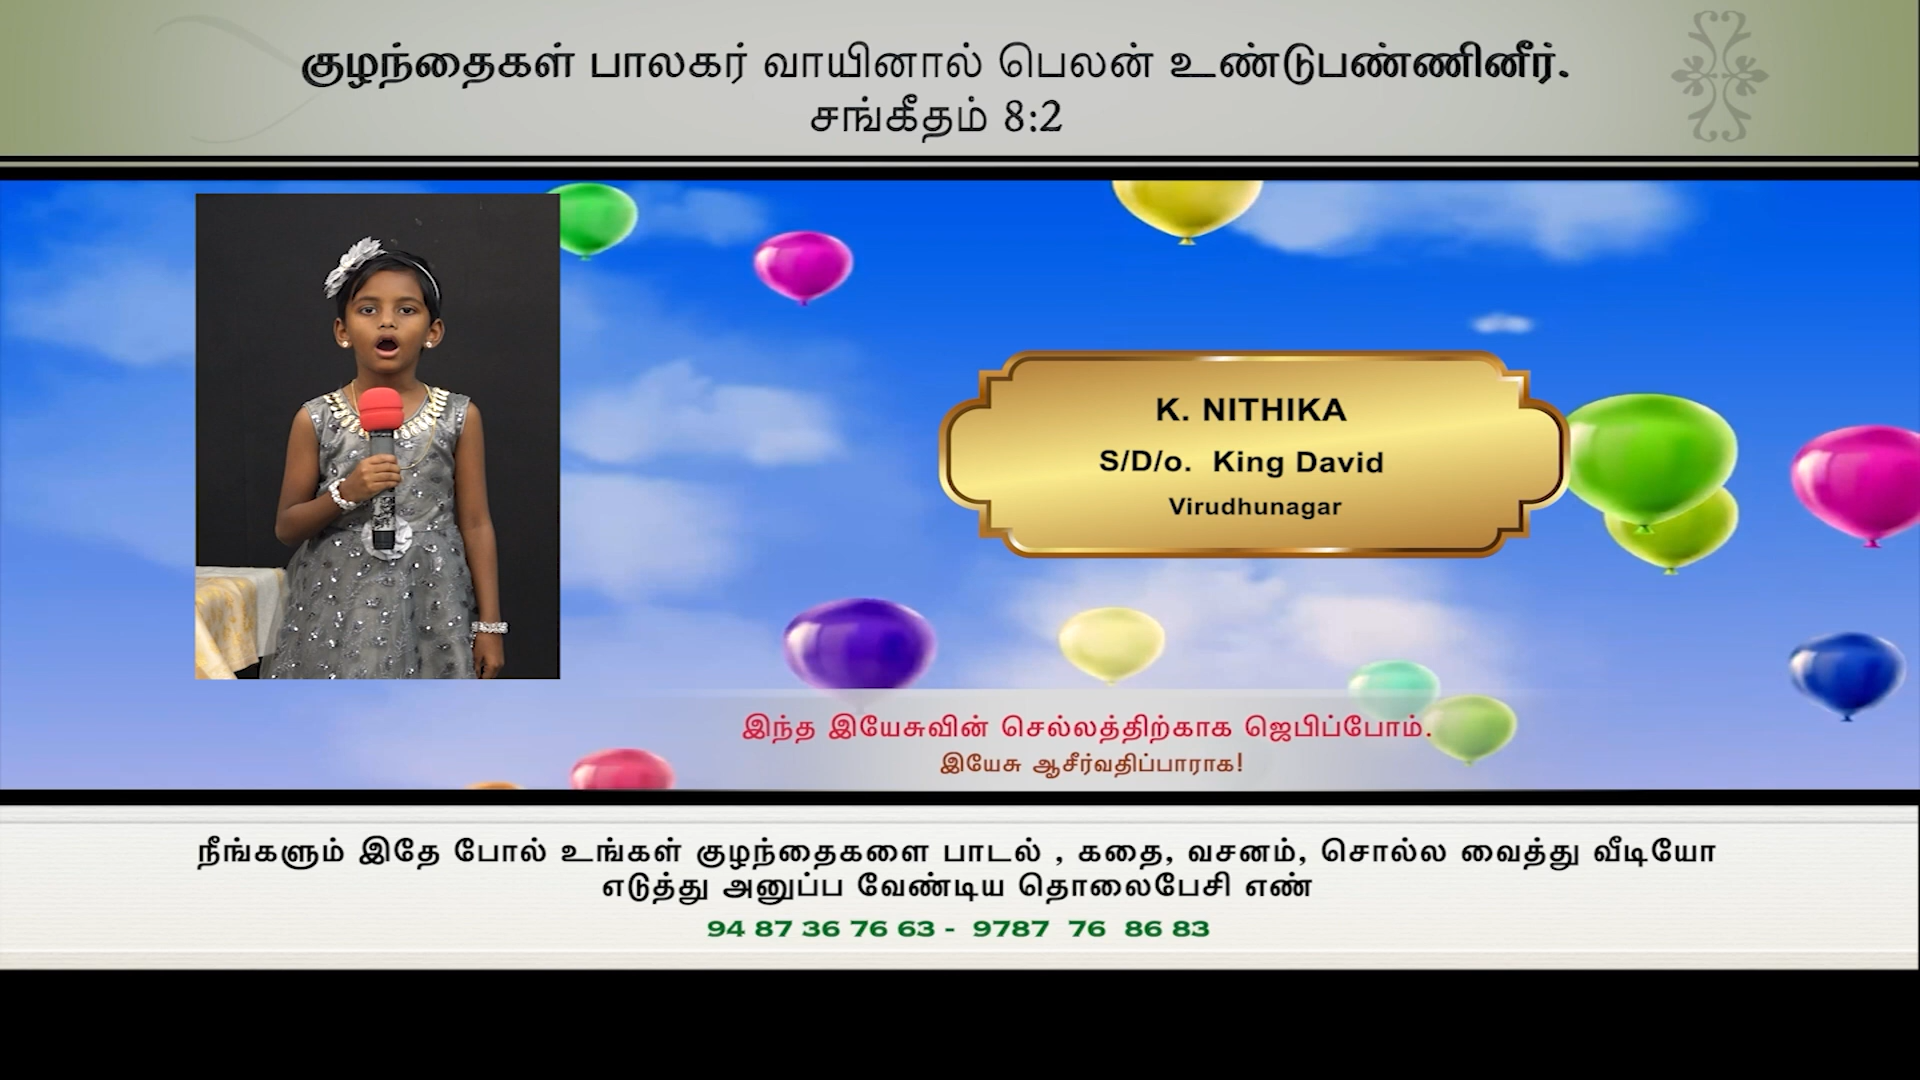 குழந்தைகள் பாலகர் வாயினால் பெலன் உண்டுபண்ணினீர்.
சங்கீதம் 8:2
K. NITHIKA
S/D/o. King David
Virudhunagar
இந்த இயேசுவின் செல்லத்திற்காக ஜெபிப்போம்.
இயேசு ஆசீர்வதிப்பாராக!
நீங்களும் இதே போல் உங்கள் குழந்தைகளை பாடல் , கதை, வசனம், சொல்ல வைத்து வீடியோ
எடுத்து அனுப்ப வேண்டிய தொலைபேசி எண்
94 87 36 76 63 - 9787 76 86 83